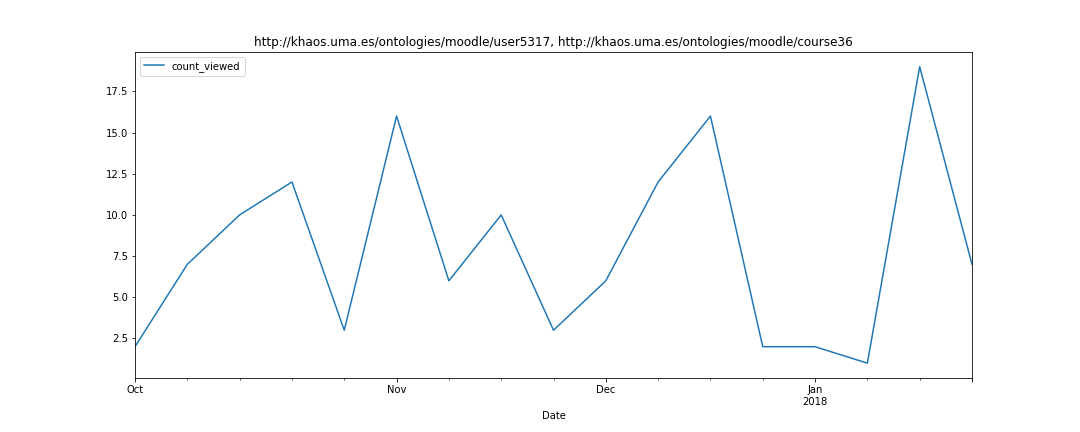 http://khaos.uma.es/ontologies/moodle/user5317, http://khaos.uma.es/ontologies/moodle/course36
count_viewed
17.5
15.0
12.5
10.0
7.5
5.0
2.5
Oct
Nov
Dec
Jan
2018
Date